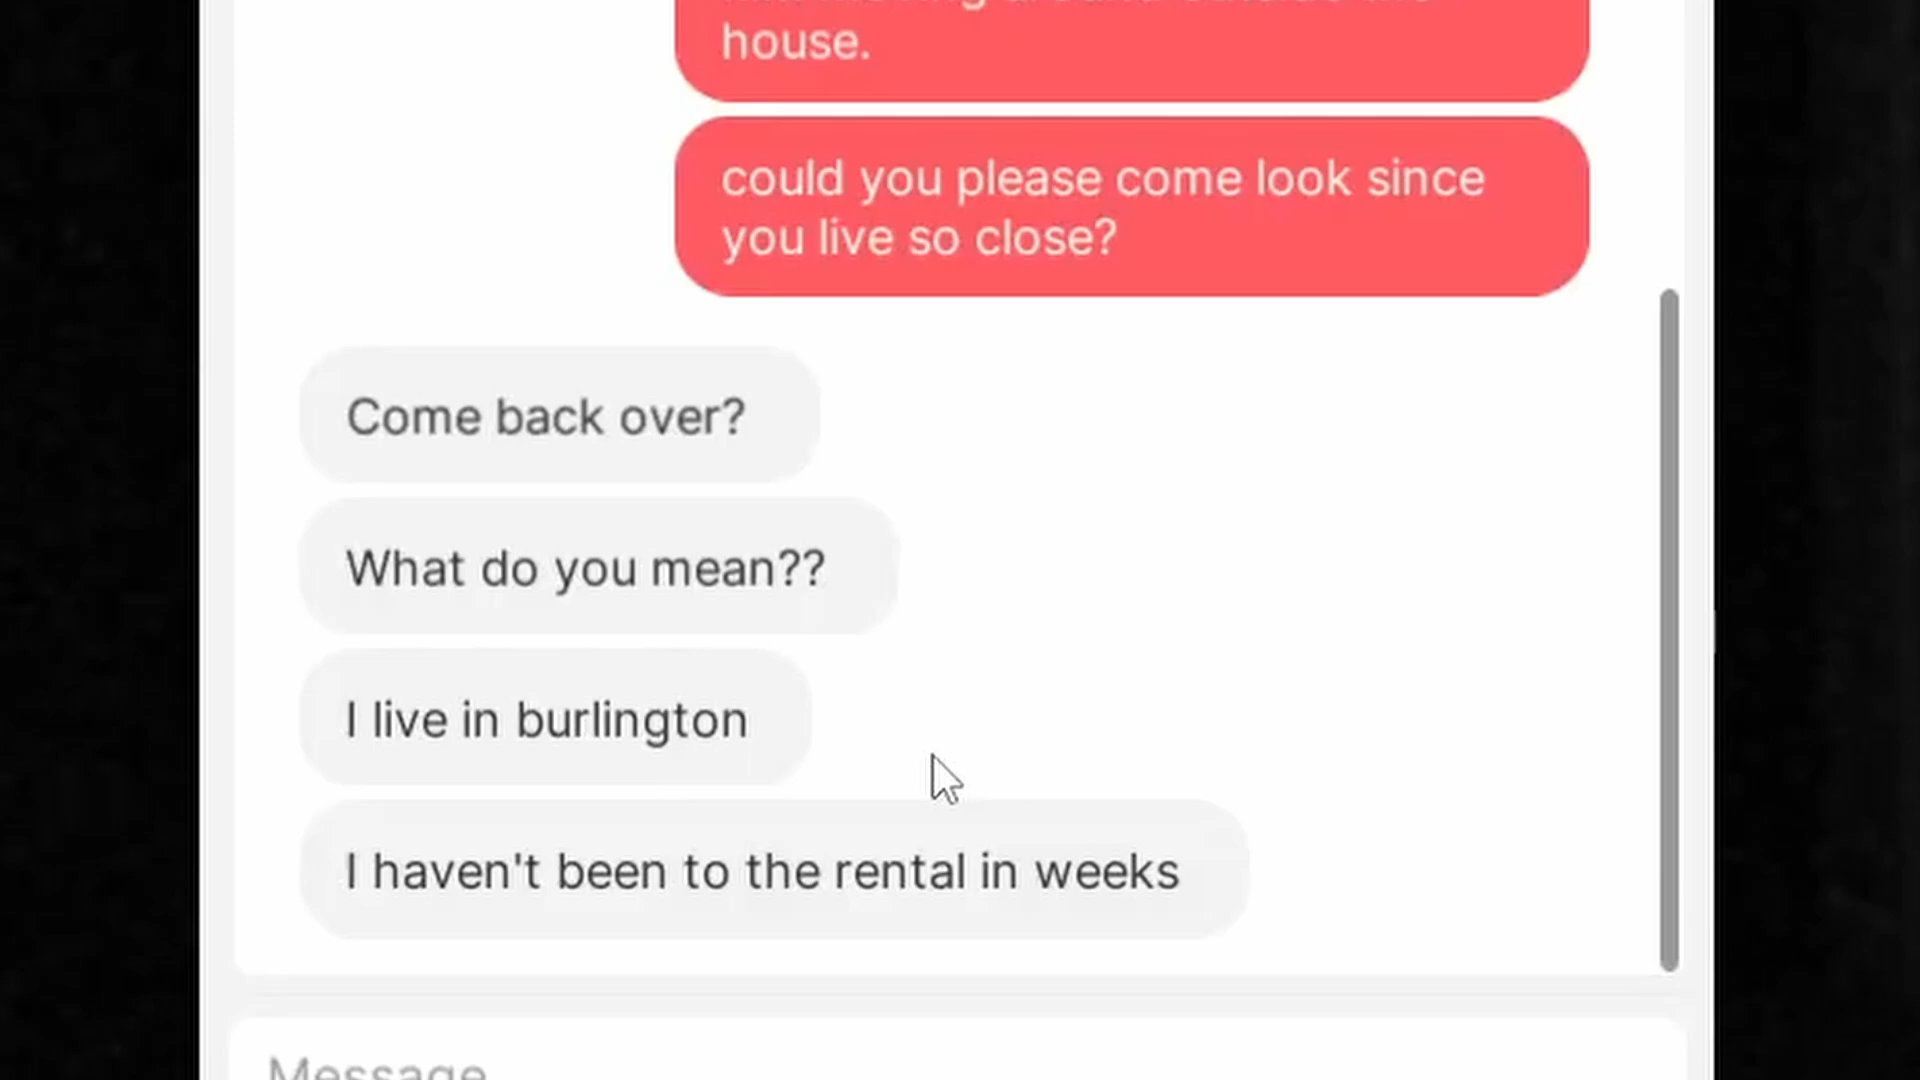 house.
could you please come look since
you live so close?
Come back over?
What do you mean??
I live in burlington
I haven't been to the rental in weeks
Message